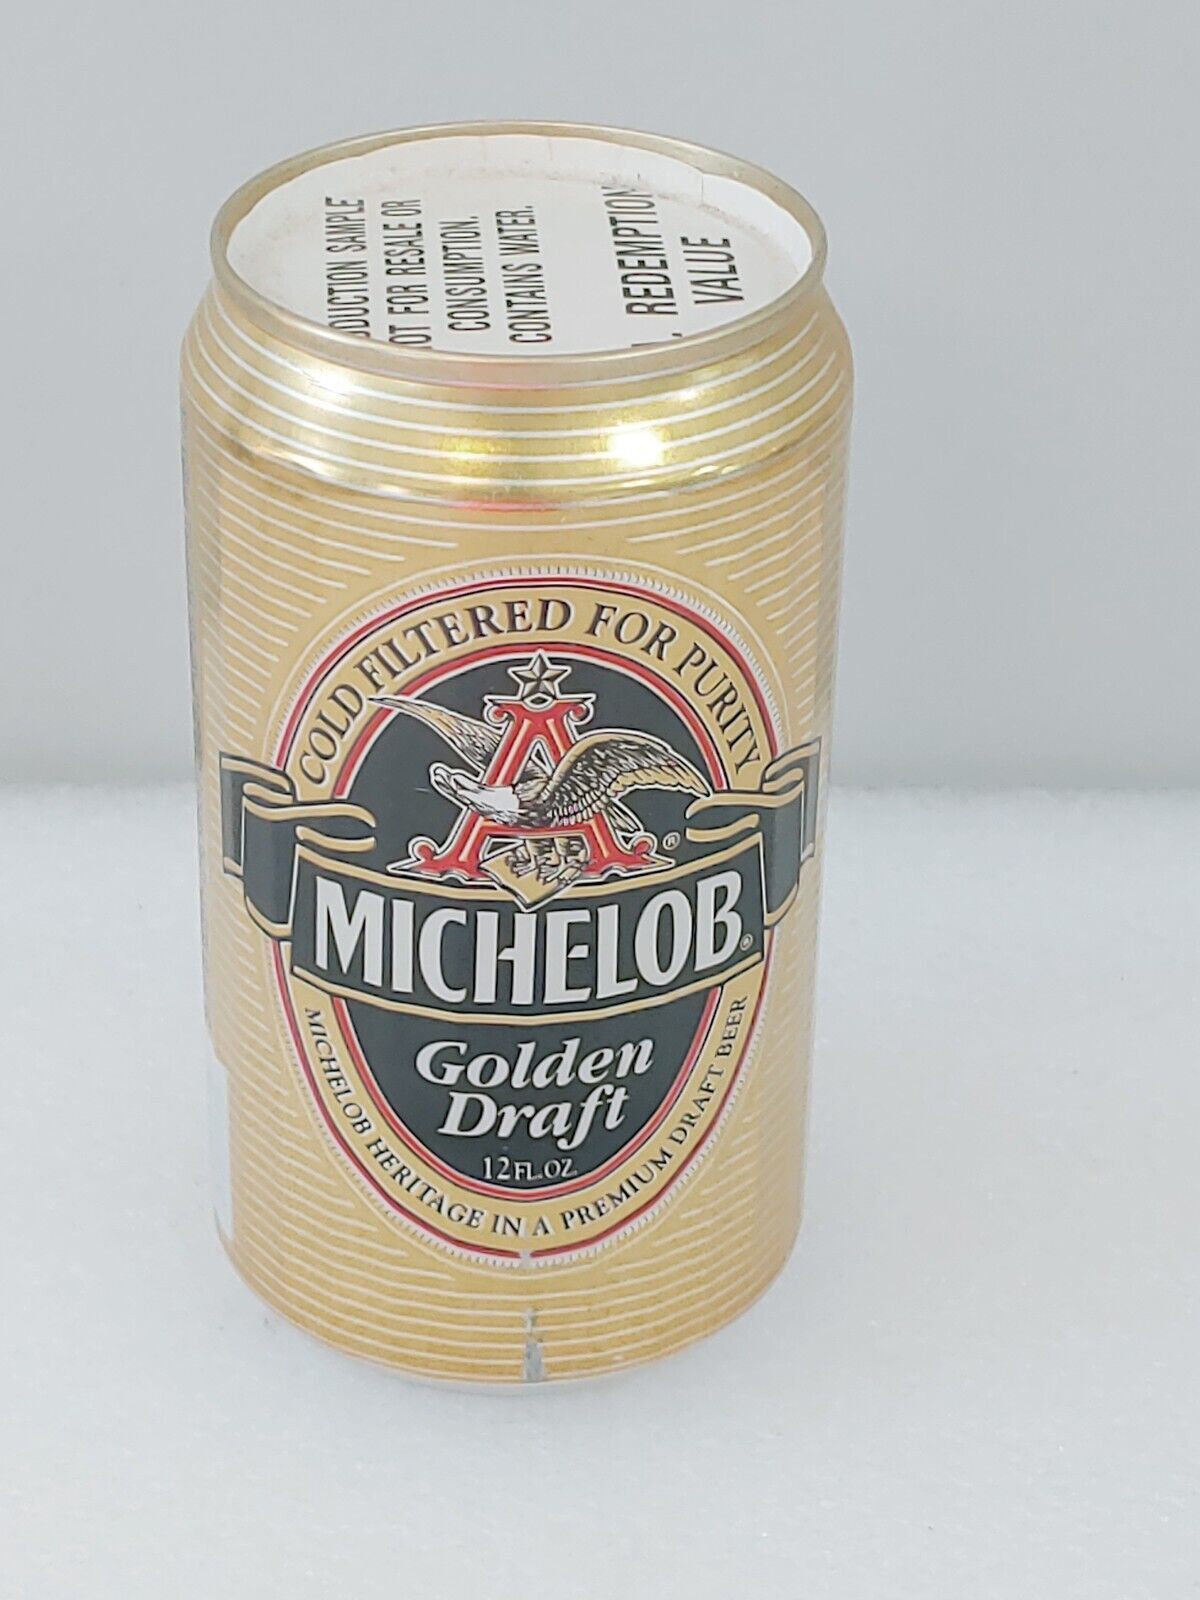 DUCTION SAMPLE
OT FOR RESALE OR
CONSUMPTION.
CONTAINS WATER.
REDEMPTION
VALUE
COLD FILTERED FOR PURITY
A
®
MICHELOB®
Golden
Draft
12 FL. OZ.
MICHELOB HERITAGE IN A PREMIUM DRAFT BEER